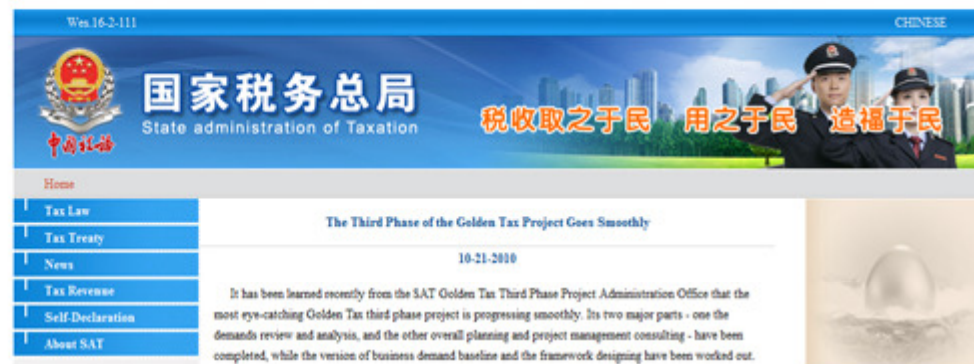 Wes.16-2-111
CHINESE
国家税务总局
State administration of Taxation
税收取之于民 用之于民 造福于民
中国税务
Home
Tax Law
Tax Treaty
News
Tax Revenue
Self-Declaration
About SAT
The Third Phase of the Golden Tax Project Goes Smoothly
10-21-2010
It has been learned recently from the SAT Golden Tax Third Phase Project Administration Office that the
most eye-catching Golden Tax third phase project is progressing smoothly. Its two major parts - one the
demands review and analysis, and the other overall planning and project management consulting - have been
completed, while the version of business demand baseline and the framework designing have been worked out.